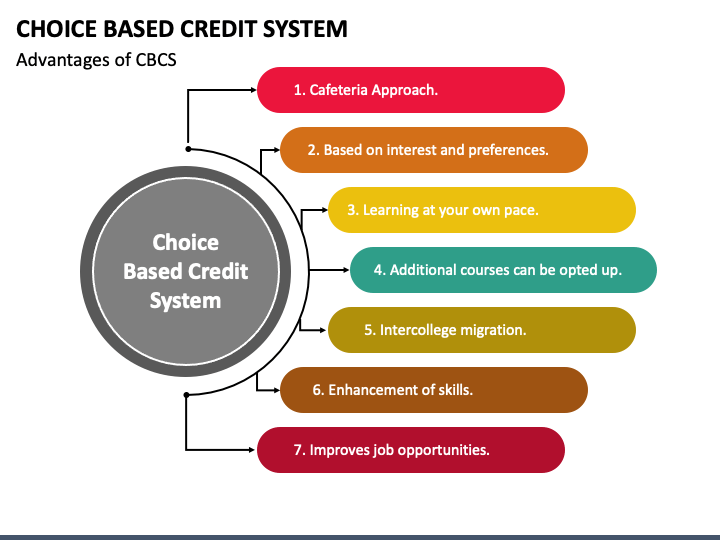 CHOICE BASED CREDIT SYSTEM
Advantages of CBCS
1. Cafeteria Approach.
2. Based on interest and preferences.
3. Learning at your own pace.
4. Additional courses can be opted up.
5. Intercollege migration.
6. Enhancement of skills.
7. Improves job opportunities.
Choice
Based Credit
System